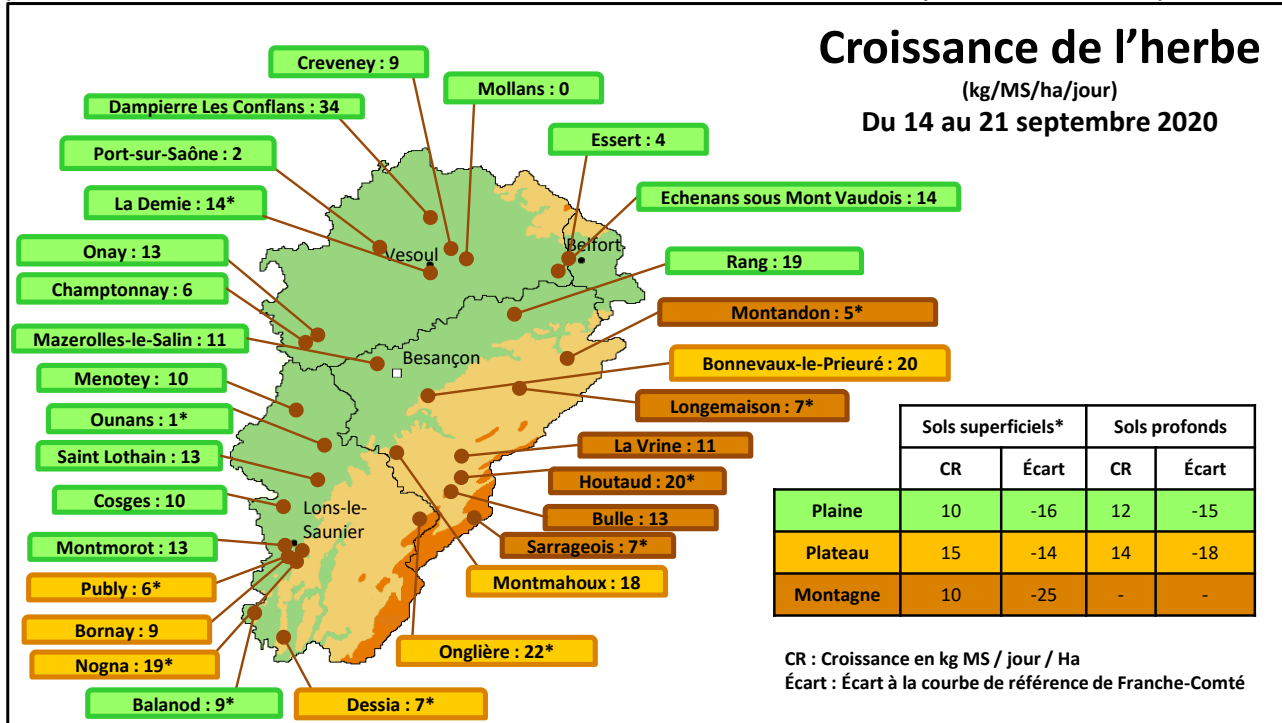 Croissance de l’herbe
(kg/MS/ha/jour)
Du 14 au 21 septembre 2020
Creveney : 9
Mollans : 0
Dampierre Les Conflans : 34
Essert : 4
Port-sur-Saône : 2
Echenans sous Mont Vaudois : 14
La Demie : 14*
Onay : 13
Vesoul
Belfort
Rang : 19
Champtonnay : 6
Montandon : 5*
Mazerolles-le-Salin : 11
Besançon
Bonnevaux-le-Prieuré : 20
Menotey : 10
Longemaison : 7*
Ounans : 1*
La Vrine : 11
Saint Lothain : 13
Houtaud : 20*
Cosges : 10
Lons-le-
Saunier
Bulle : 13
Montmorot : 13
Sarrageois : 7*
Publy : 6*
Montmahoux : 18
Bornay : 9
Nogna : 19*
Onglière : 22*
Balanod : 9*
Dessia : 7*
Sols superficiels* Sols profonds
CR Écart CR Écart
Plaine 10 -16 12 -15
Plateau 15 -14 14 -18
Montagne 10 -25 - -
CR : Croissance en kg MS / jour / Ha
Écart : Écart à la courbe de référence de Franche-Comté